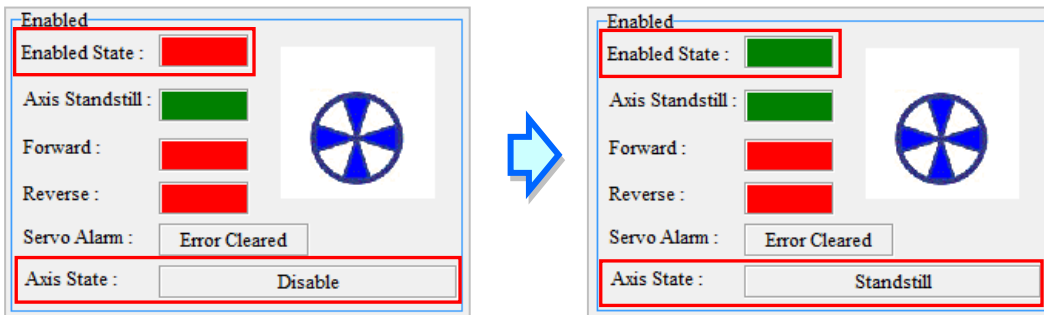 Enabled
Enabled State :
Axis Standstill :
Forward :
Reverse :
Servo Alarm : Error Cleared
Axis State : Disable
Enabled
Enabled State :
Axis Standstill :
Forward :
Reverse :
Servo Alarm : Error Cleared
Axis State : Standstill